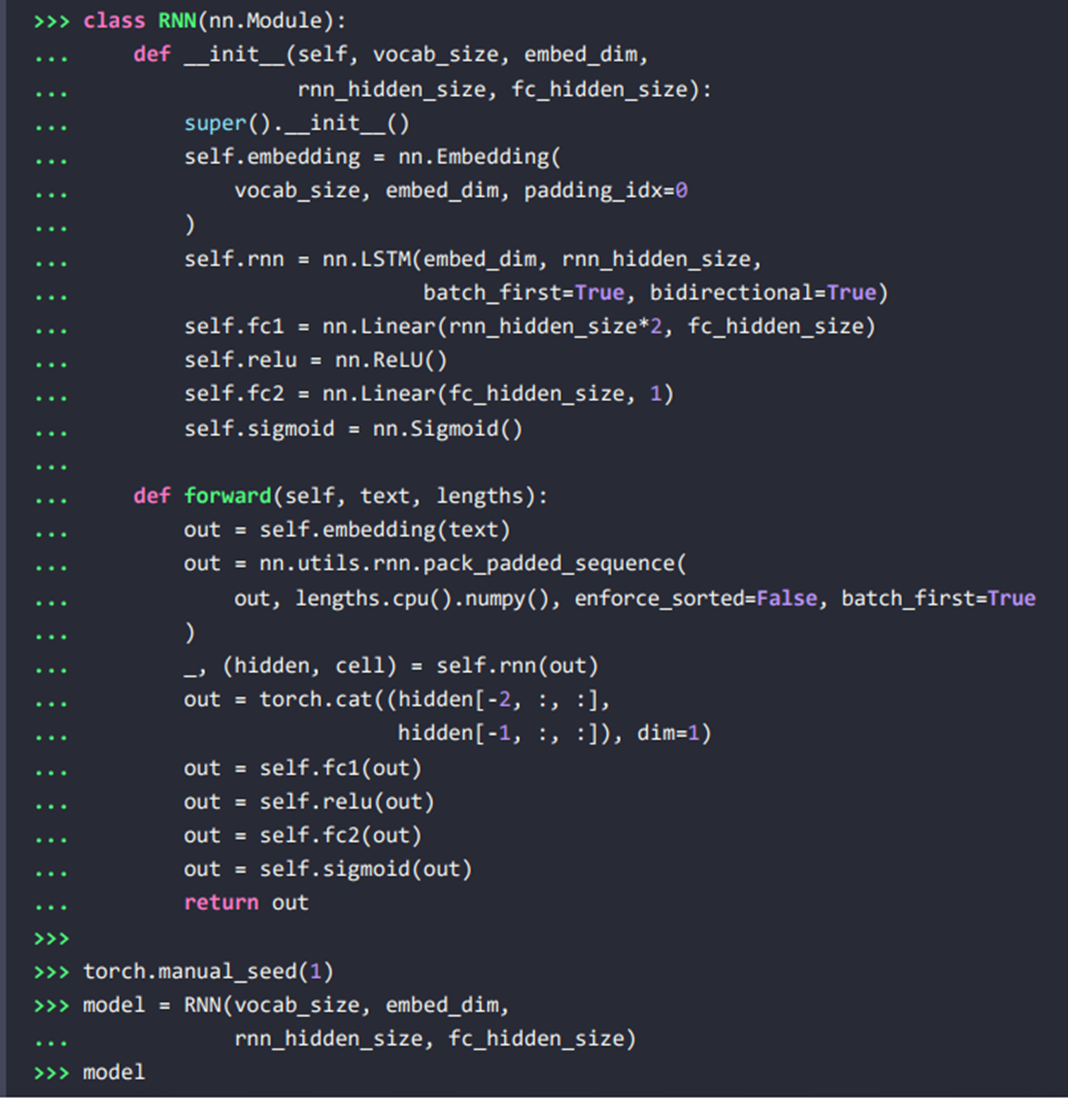 >>> class RNN(nn.Module):
...     def __init__(self, vocab_size, embed_dim,
...                  rnn_hidden_size, fc_hidden_size):
...         super().__init__()
...         self.embedding = nn.Embedding(
...             vocab_size, embed_dim, padding_idx=0
...         )
...         self.rnn = nn.LSTM(embed_dim, rnn_hidden_size,
...                            batch_first=True, bidirectional=True)
...         self.fc1 = nn.Linear(rnn_hidden_size*2, fc_hidden_size)
...         self.relu = nn.ReLU()
...         self.fc2 = nn.Linear(fc_hidden_size, 1)
...         self.sigmoid = nn.Sigmoid()
...
...     def forward(self, text, lengths):
...         out = self.embedding(text)
...         out = nn.utils.rnn.pack_padded_sequence(
...             out, lengths.cpu().numpy(), enforce_sorted=False, batch_first=True
...         )
...         _, (hidden, cell) = self.rnn(out)
...         out = torch.cat((hidden[-2, :, :],
...                          hidden[-1, :, :]), dim=1)
...         out = self.fc1(out)
...         out = self.relu(out)
...         out = self.fc2(out)
...         out = self.sigmoid(out)
...         return out
>>>
>>> torch.manual_seed(1)
>>> model = RNN(vocab_size, embed_dim,
...             rnn_hidden_size, fc_hidden_size)
>>> model